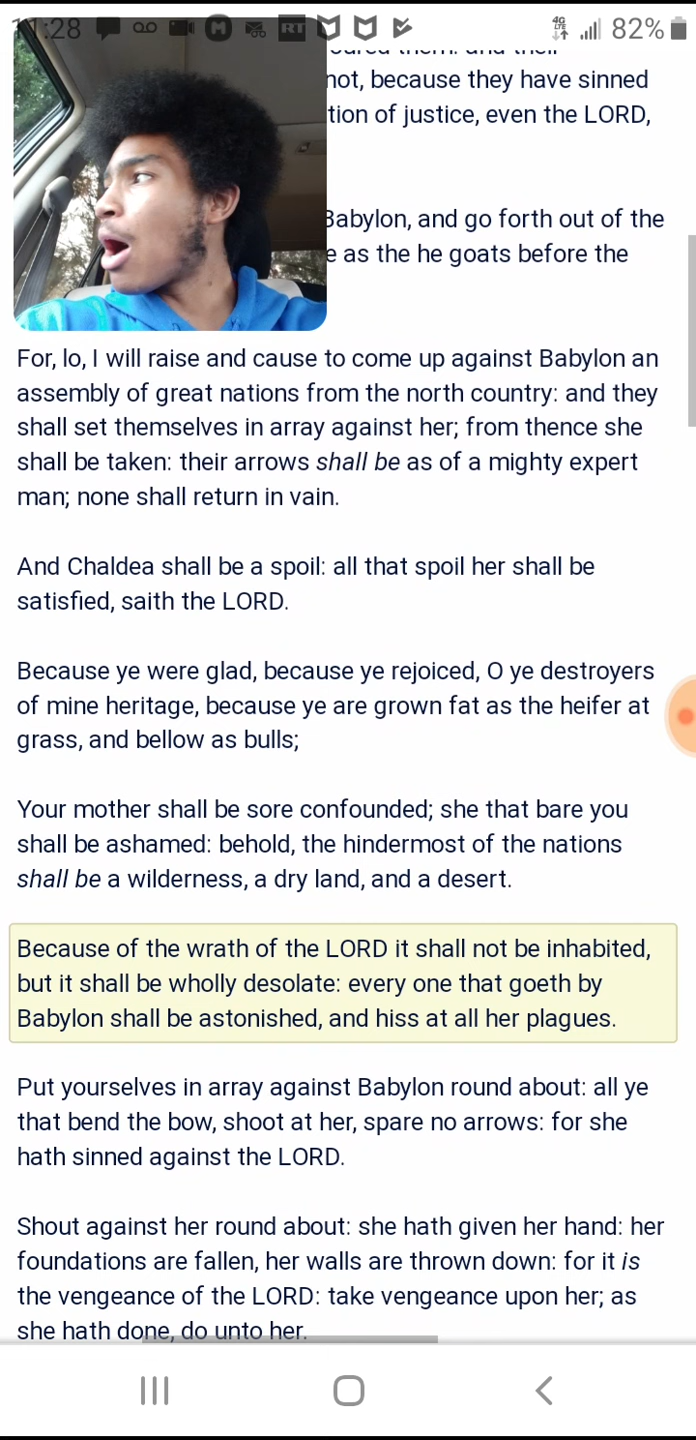 11:28
RT
4G
LTE
82%
not, because they have sinned
tion of justice, even the LORD,
Babylon, and go forth out of the
e as the he goats before the
For, lo, I will raise and cause to come up against Babylon an
assembly of great nations from the north country: and they
shall set themselves in array against her; from thence she
shall be taken: their arrows shall be as of a mighty expert
man; none shall return in vain.
And Chaldea shall be a spoil: all that spoil her shall be
satisfied, saith the LORD.
Because ye were glad, because ye rejoiced, O ye destroyers
of mine heritage, because ye are grown fat as the heifer at
grass, and bellow as bulls;
Your mother shall be sore confounded; she that bare you
shall be ashamed: behold, the hindermost of the nations
shall be a wilderness, a dry land, and a desert.
Because of the wrath of the LORD it shall not be inhabited,
but it shall be wholly desolate: every one that goeth by
Babylon shall be astonished, and hiss at all her plagues.
Put yourselves in array against Babylon round about: all ye
that bend the bow, shoot at her, spare no arrows: for she
hath sinned against the LORD.
Shout against her round about: she hath given her hand: her
foundations are fallen, her walls are thrown down: for it is
the vengeance of the LORD: take vengeance upon her; as
she hath done, do unto her.